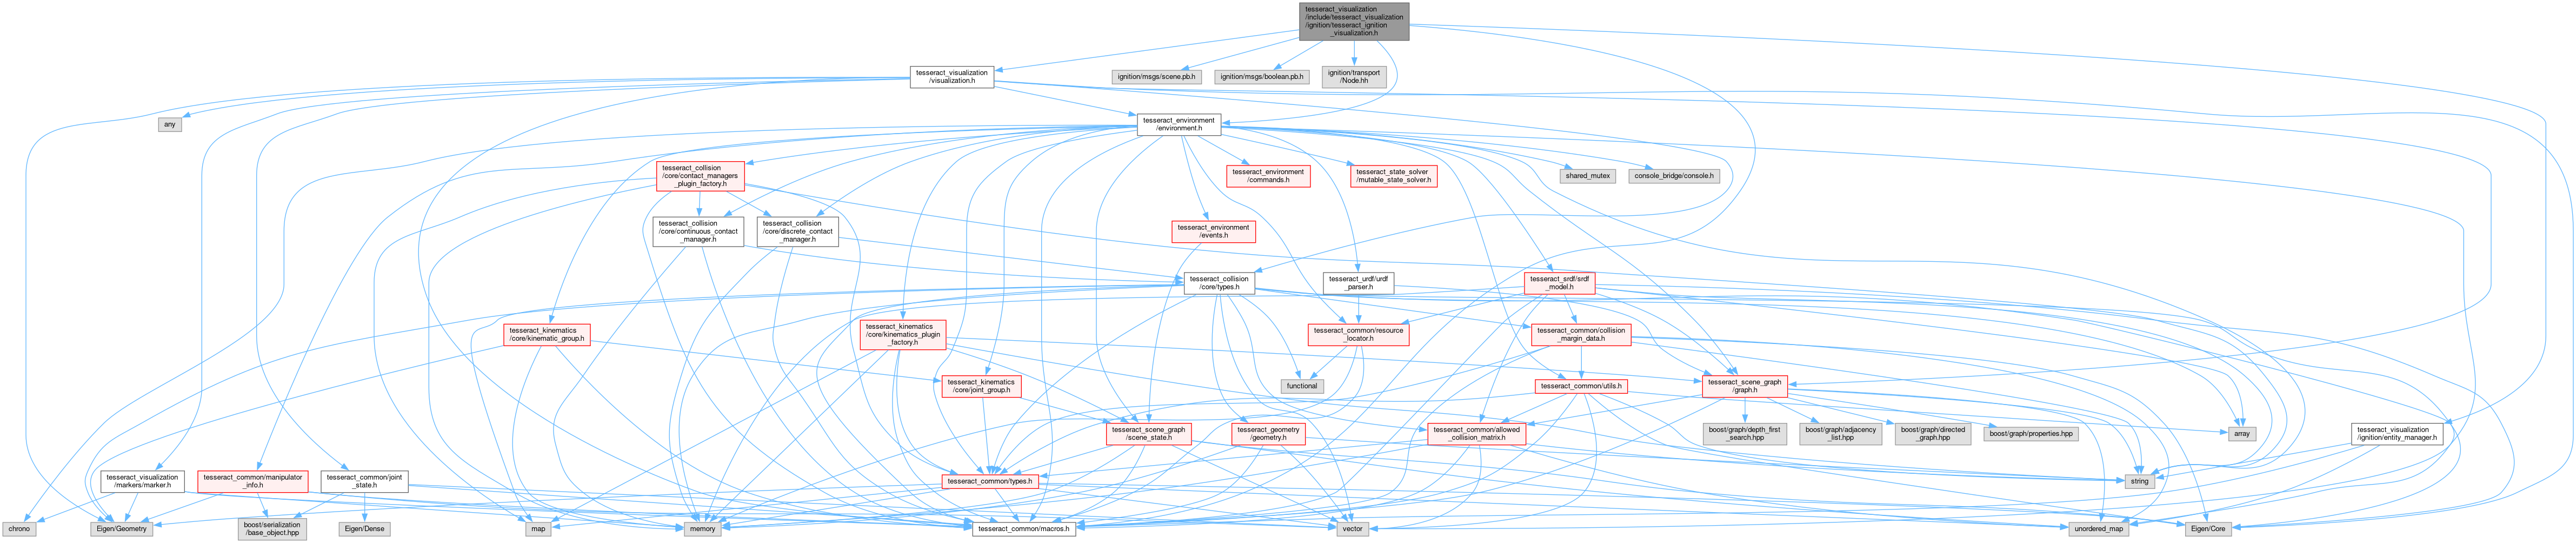 tesseract_visualization
/include/tesseract_visualization
/ignition/tesseract_ignition
_visualization.h
tesseract_visualization
/visualization.h
ignition/msgs/scene.pb.h
ignition/msgs/boolean.pb.h
ignition/transport
/Node.hh
any
tesseract_environment
/environment.h
tesseract_collision
/core/contact_managers
_plugin_factory.h
tesseract_environment
/commands.h
tesseract_state_solver
/mutable_state_solver.h
shared_mutex
console_bridge/console.h
tesseract_collision
/core/continuous_contact
_manager.h
tesseract_collision
/core/discrete_contact
_manager.h
tesseract_environment
/events.h
tesseract_collision
/core/types.h
tesseract_urdf/urdf
_parser.h
tesseract_srdf/srdf
_model.h
tesseract_kinematics
/core/kinematic_group.h
tesseract_kinematics
/core/kinematics_plugin
_factory.h
tesseract_common/resource
_locator.h
tesseract_common/collision
_margin_data.h
tesseract_kinematics
/core/joint_group.h
functional
tesseract_common/utils.h
tesseract_scene_graph
/graph.h
tesseract_scene_graph
/scene_state.h
tesseract_geometry
/geometry.h
tesseract_common/allowed
_collision_matrix.h
boost/graph/depth_first
_search.hpp
boost/graph/adjacency
_list.hpp
boost/graph/directed
_graph.hpp
boost/graph/properties.hpp
array
tesseract_visualization
/ignition/entity_manager.h
tesseract_visualization
/markers/marker.h
tesseract_common/manipulator
_info.h
tesseract_common/joint
_state.h
tesseract_common/types.h
string
chrono
Eigen/Geometry
boost/serialization
/base_object.hpp
Eigen/Dense
map
memory
tesseract_common/macros.h
vector
unordered_map
Eigen/Core